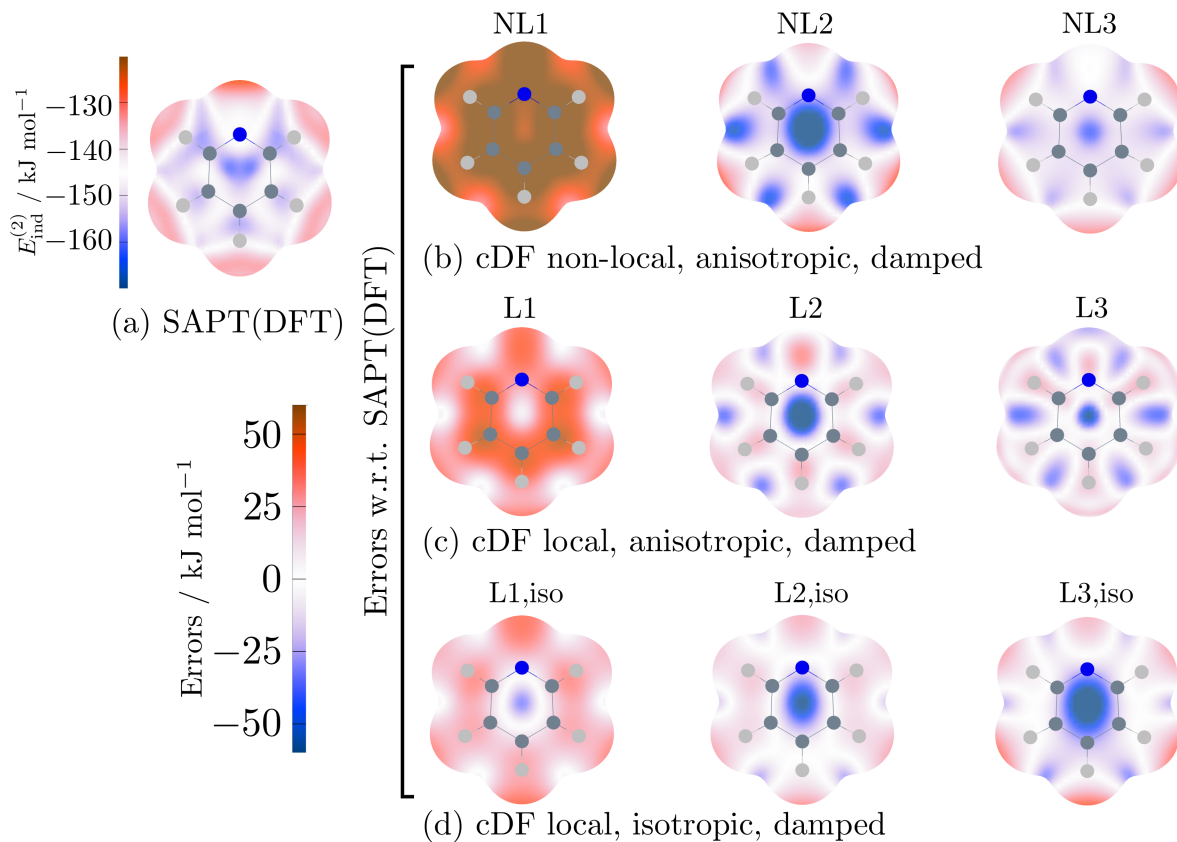 NL1
NL2
NL3
−130
−140
−150
−160
E_ind^(2) / kJ mol^−1
(a) SAPT(DFT)
Errors w.r.t. SAPT(DFT)
(b) cDF non-local, anisotropic, damped
L1
L2
L3
(c) cDF local, anisotropic, damped
50
25
0
−25
−50
Errors / kJ mol^−1
L1,iso
L2,iso
L3,iso
(d) cDF local, isotropic, damped